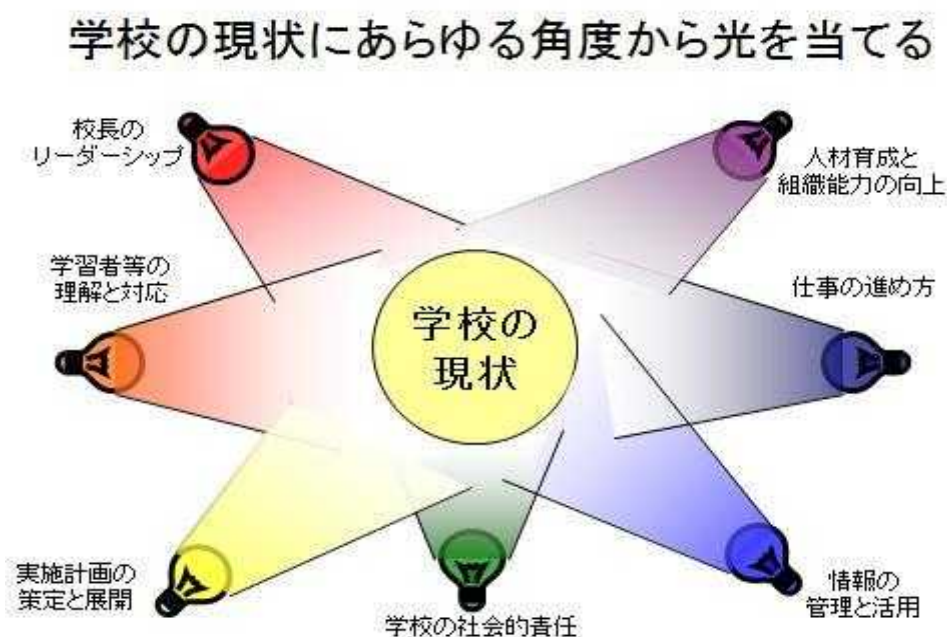 学校の現状にあらゆる角度から光を当てる
校長の
リーダーシップ
人材育成と
組織能力の向上
学習者等の
理解と対応
仕事の進め方
学校の
現状
実施計画の
策定と展開
学校の社会的責任
情報の
管理と活用